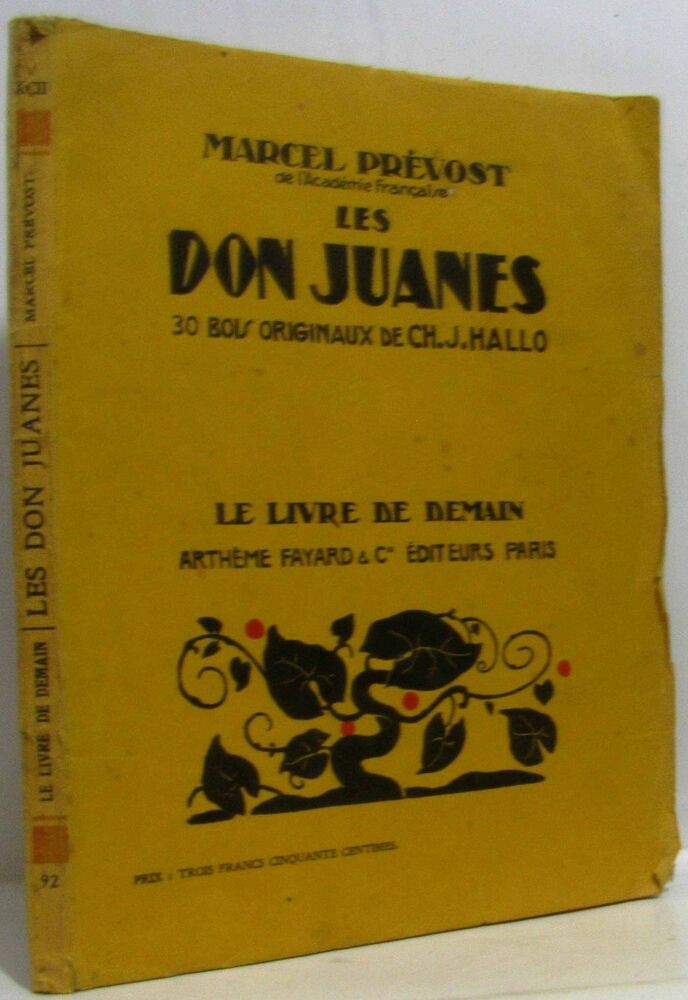 MARCEL PRÉVOST
de l'Académie Française
LES
DON JUANES
30 BOIS ORIGINAUX DE CH.J.HALLO
LE LIVRE DE DEMAIN
ARTHÈME FAYARD & Cie ÉDITEURS PARIS
PRIX : TROIS FRANCS CINQUANTE CENTIMES.
XCII
MARCEL PRÉVOST
LES DON JUANES
LE LIVRE DE DEMAIN
92